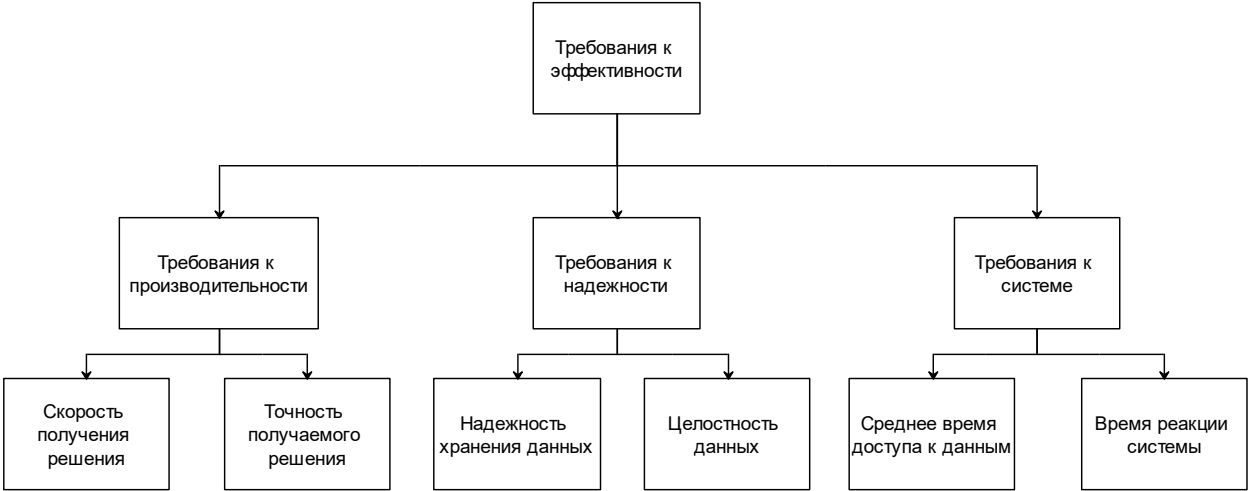 Требования к
эффективности
Требования к
производительности
Требования к
надежности
Требования к
системе
Скорость
получения
решения
Точность
получаемого
решения
Надежность
хранения данных
Целостность
данных
Среднее время
доступа к данным
Время реакции
системы